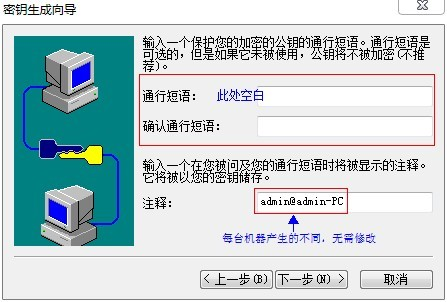 密钥生成向导
输入一个保护您的加密的公钥的通行短语。通行短语是
可选的,但是如果它未被使用,公钥将不被加密(不推
荐)。
通行短语: 此处空白
确认通行短语:
输入一个在您被问及您的通行短语时将被显示的注释。
它将被以您的密钥储存。
注释: admin@admin-PC
每台机器产生的不同,无需修改
< 上一步(B) 下一步(N) > 取消